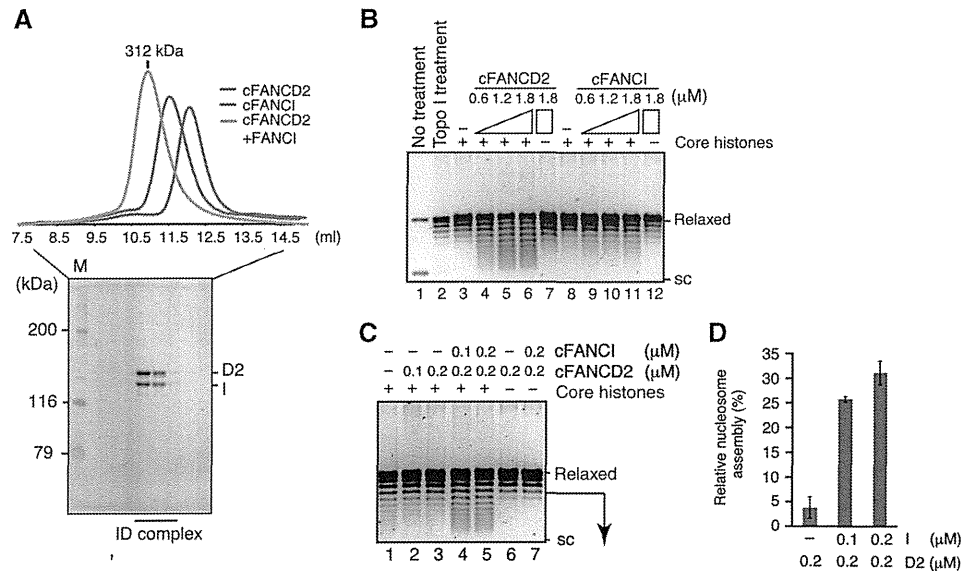 A
312 kDa
cFANCD2
cFANCI
cFANCD2
+FANCI
7.5 8.5 9.5 10.5 11.5 12.5 13.5 14.5 (ml)
(kDa)
M
200
116
79
D2
I
ID complex
B
No treatment
Topo I treatment
cFANCD2 cFANCI
0.6 1.2 1.8 1.8 0.6 1.2 1.8 1.8 (μM)
– –
+ + + + – + + + + – Core histones
Relaxed
sc
1 2 3 4 5 6 7 8 9 10 11 12
C
– – – 0.1 0.2 – 0.2 cFANCI (μM)
– 0.1 0.2 0.2 0.2 0.2 0.2 cFANCD2 (μM)
+ + + + + – – Core histones
Relaxed
sc
1 2 3 4 5 6 7
D
Relative nucleosome
assembly (%)
35
30
25
20
15
10
5
0
– 0.1 0.2 I (μM)
0.2 0.2 0.2 D2 (μM)